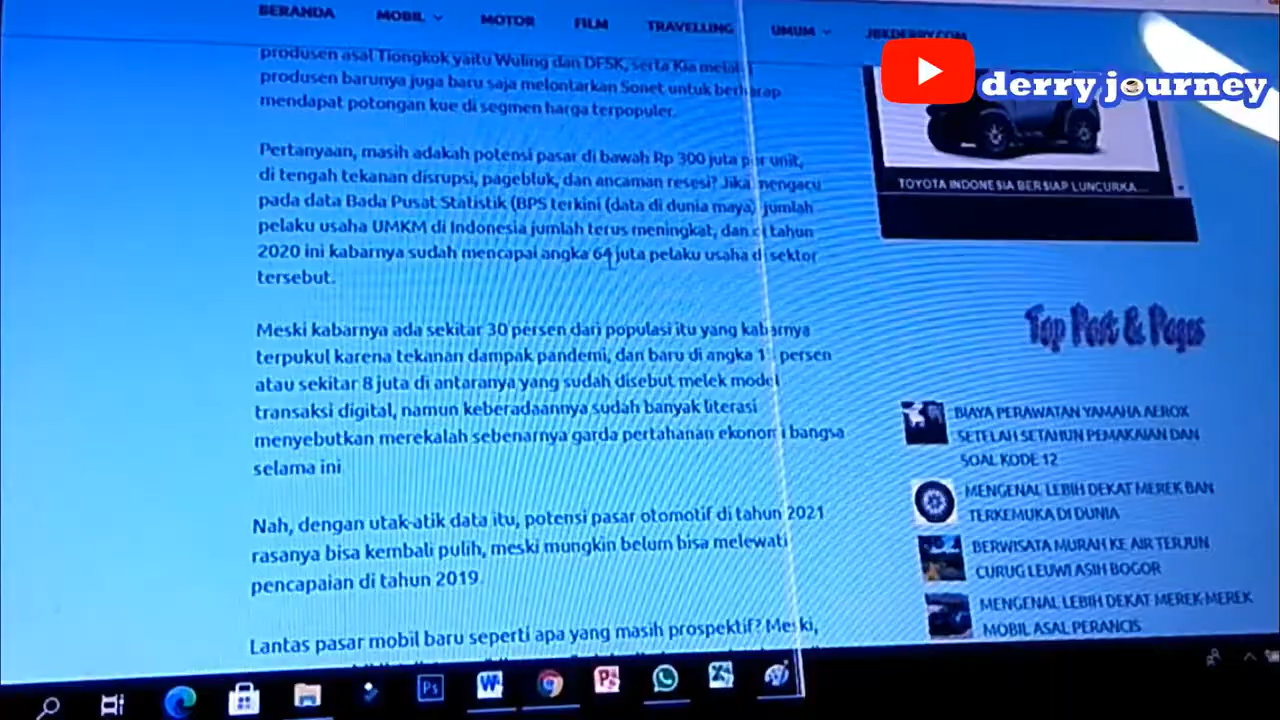 BERANDA MOBIL MOTOR FILM TRAVELLING UMUM JBKDERRY.COM
derry journey
produsen asal Tiongkok yaitu Wuling dan DFSK, serta Kia melal
produsen barunya juga baru saja melontarkan Sonet untuk berharap
mendapat potongan kue di segmen harga terpopuler.
Pertanyaan, masih adakah potensi pasar di bawah Rp 300 juta per unit,
di tengah tekanan disrupsi, pagebluk, dan ancaman resesi? Jika mengacu
pada data Bada Pusat Statistik (BPS terkini (data di dunia maya) jumlah
pelaku usaha UMKM di Indonesia jumlah terus meningkat, dan di tahun
2020 ini kabarnya sudah mencapai angka 64 juta pelaku usaha di sektor
tersebut.
Meski kabarnya ada sekitar 30 persen dari populasi itu yang kabarnya
terpukul karena tekanan dampak pandemi, dan baru di angka persen
atau sekitar 8 juta di antaranya yang sudah disebut melek model
transaksi digital, namun keberadaannya sudah banyak literasi
menyebutkan merekalah sebenarnya garda pertahanan ekonomi bangsa
selama ini
Nah, dengan utak-atik data itu, potensi pasar otomotif di tahun 2021
rasanya bisa kembali pulih, meski mungkin belum bisa melewati
pencapaian di tahun 2019.
Lantas pasar mobil baru seperti apa yang masih prospektif? Meski,
TOYOTA INDONESIA BERSIAP LUNCURKA...
Top Post & Pages
BIAYA PERAWATAN YAMAHA AEROX
SETELAH SETAHUN PEMAKAIAN DAN
SOAL KODE 12
MENGENAL LEBIH DEKAT MEREK BAN
TERKEMUKA DI DUNIA
BERWISATA MURAH KE AIR TERJUN
CURUG LEUWI ASIH BOGOR
MENGENAL LEBIH DEKAT MEREK-MEREK
MOBIL ASAL PERANCIS
Ps